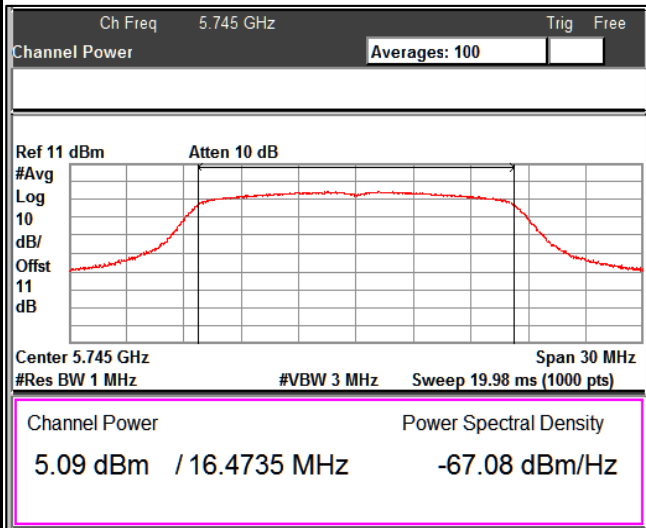 Ch Freq 5.745 GHz Trig Free
Channel Power Averages: 100
Ref 11 dBm Atten 10 dB
#Avg
Log
10
dB/
Offst
11
dB
Center 5.745 GHz Span 30 MHz
#Res BW 1 MHz #VBW 3 MHz Sweep 19.98 ms (1000 pts)
Channel Power Power Spectral Density
5.09 dBm / 16.4735 MHz -67.08 dBm/Hz